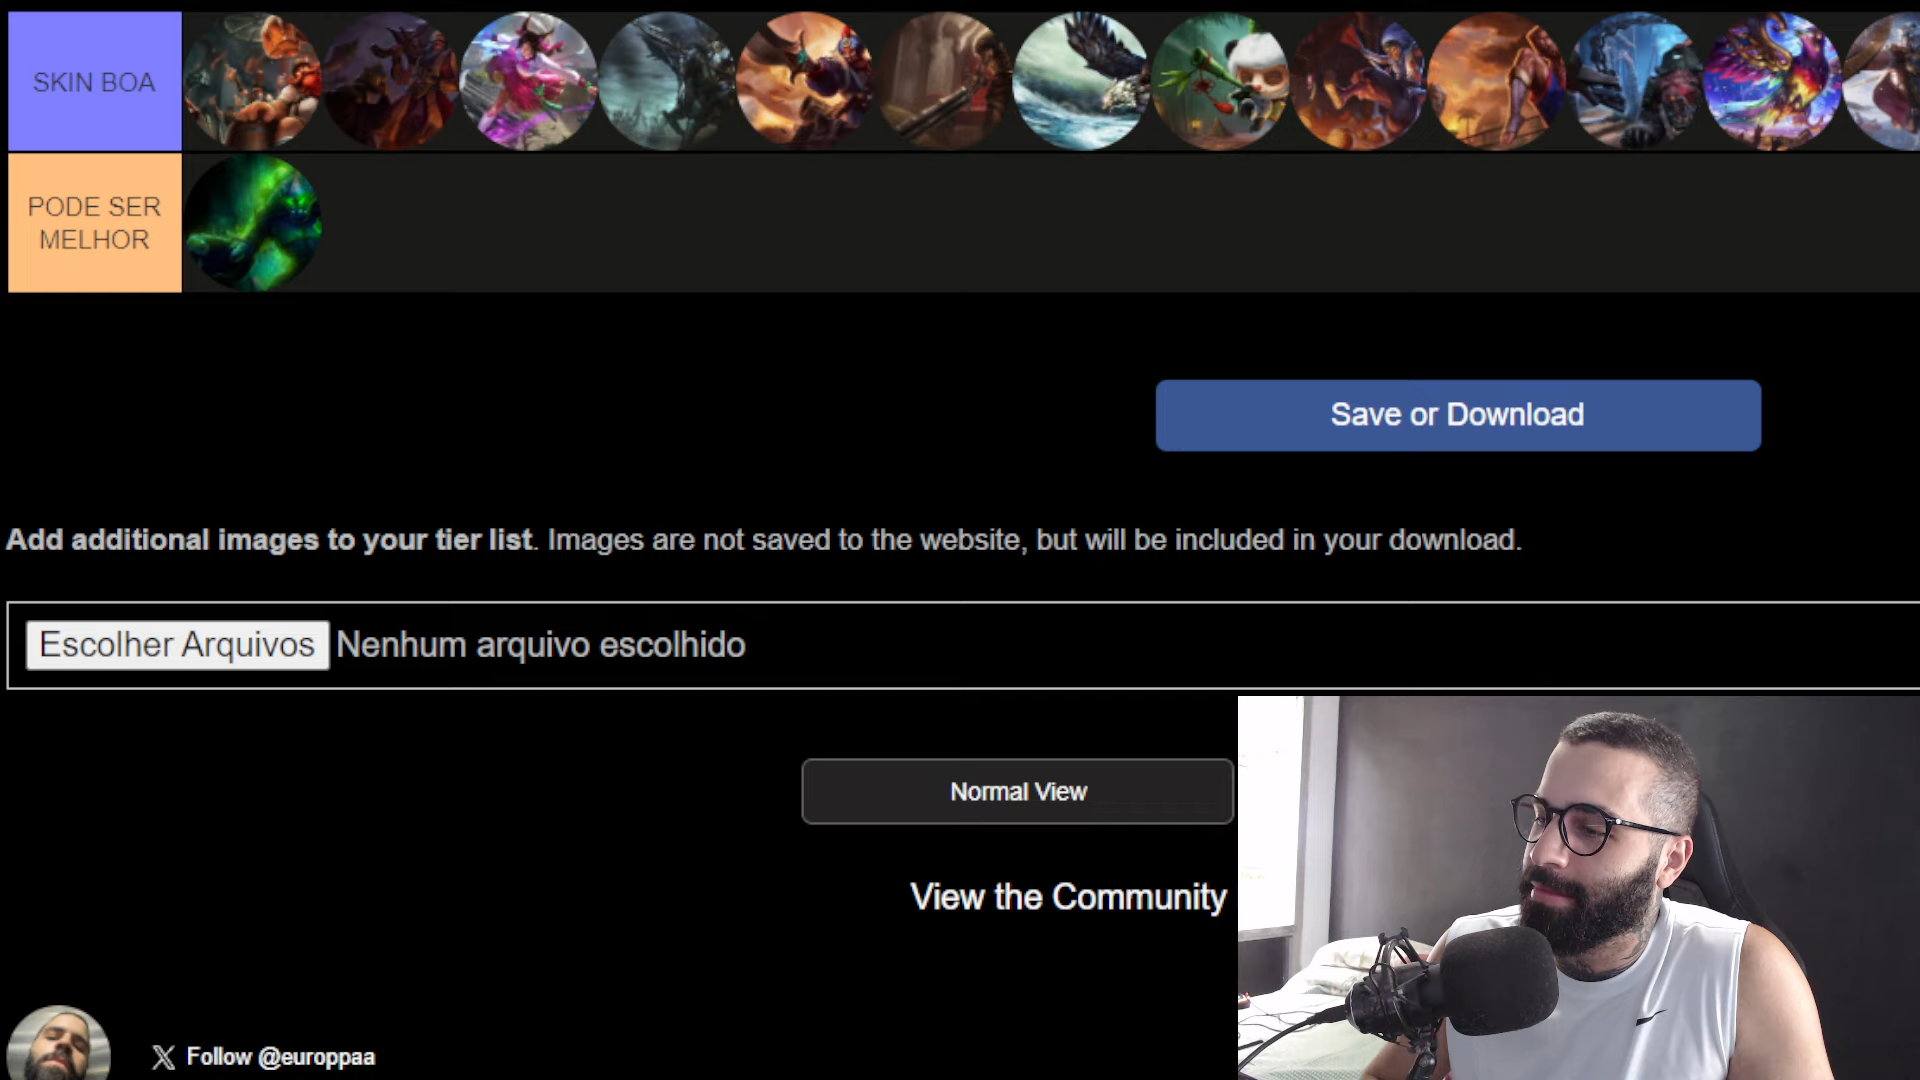 SKIN BOA
PODE SER
MELHOR
Save or Download
Add additional images to your tier list. Images are not saved to the website, but will be included in your download.
Escolher Arquivos Nenhum arquivo escolhido
Normal View
View the Community
Follow @europpaa